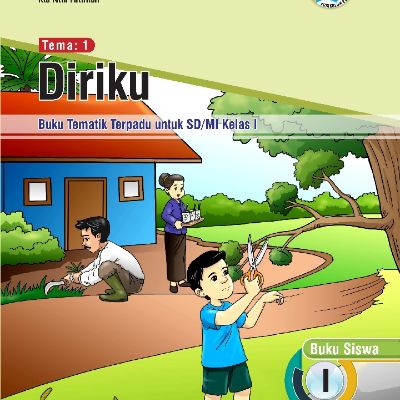 Tema: 1
Diriku
Buku Tematik Terpadu untuk SD/MI Kelas I
Buku Siswa
I